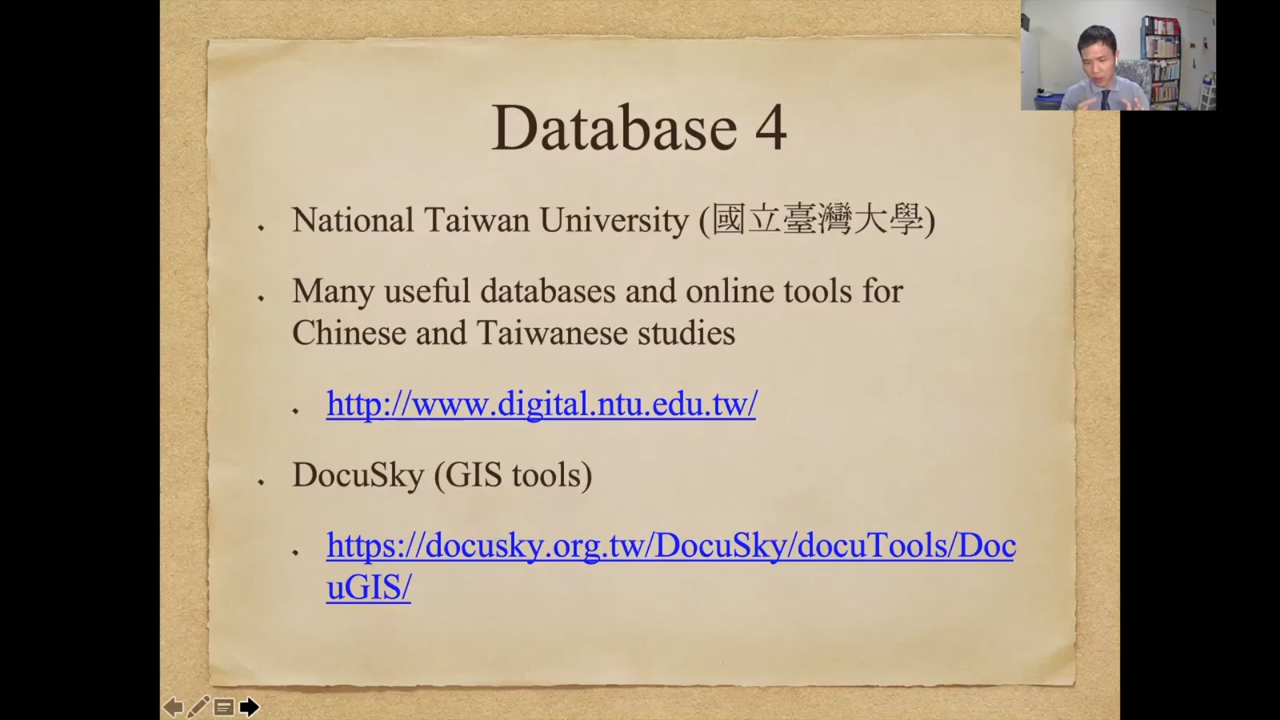 Database 4
National Taiwan University (國立臺灣大學)
Many useful databases and online tools for
Chinese and Taiwanese studies
http://www.digital.ntu.edu.tw/
DocuSky (GIS tools)
https://docusky.org.tw/DocuSky/docuTools/Doc
uGIS/